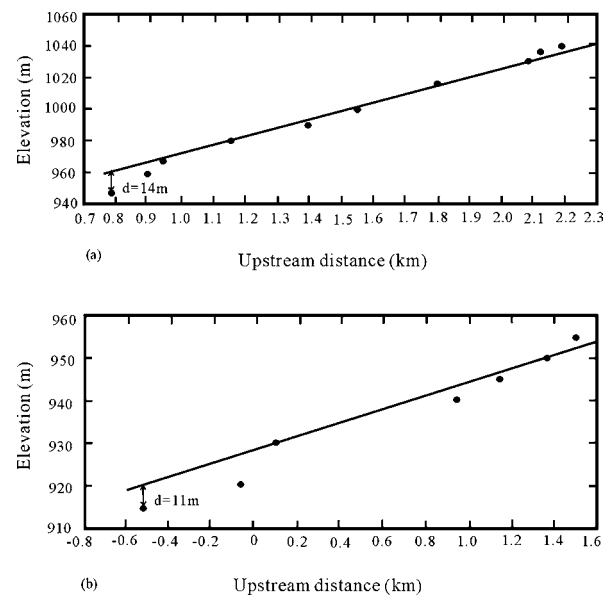 1060
1040
1020
1000
980
960
940
Elevation (m)
d=14m
0.7 0.8 0.9 1.0 1.1 1.2 1.3 1.4 1.5 1.6 1.7 1.8 1.9 2.0 2.1 2.2 2.3
(a)
Upstream distance (km)
960
950
940
930
920
910
Elevation (m)
d=11m
-0.8 -0.6 -0.4 -0.2 0 0.2 0.4 0.6 0.8 1.0 1.2 1.4 1.6
(b)
Upstream distance (km)